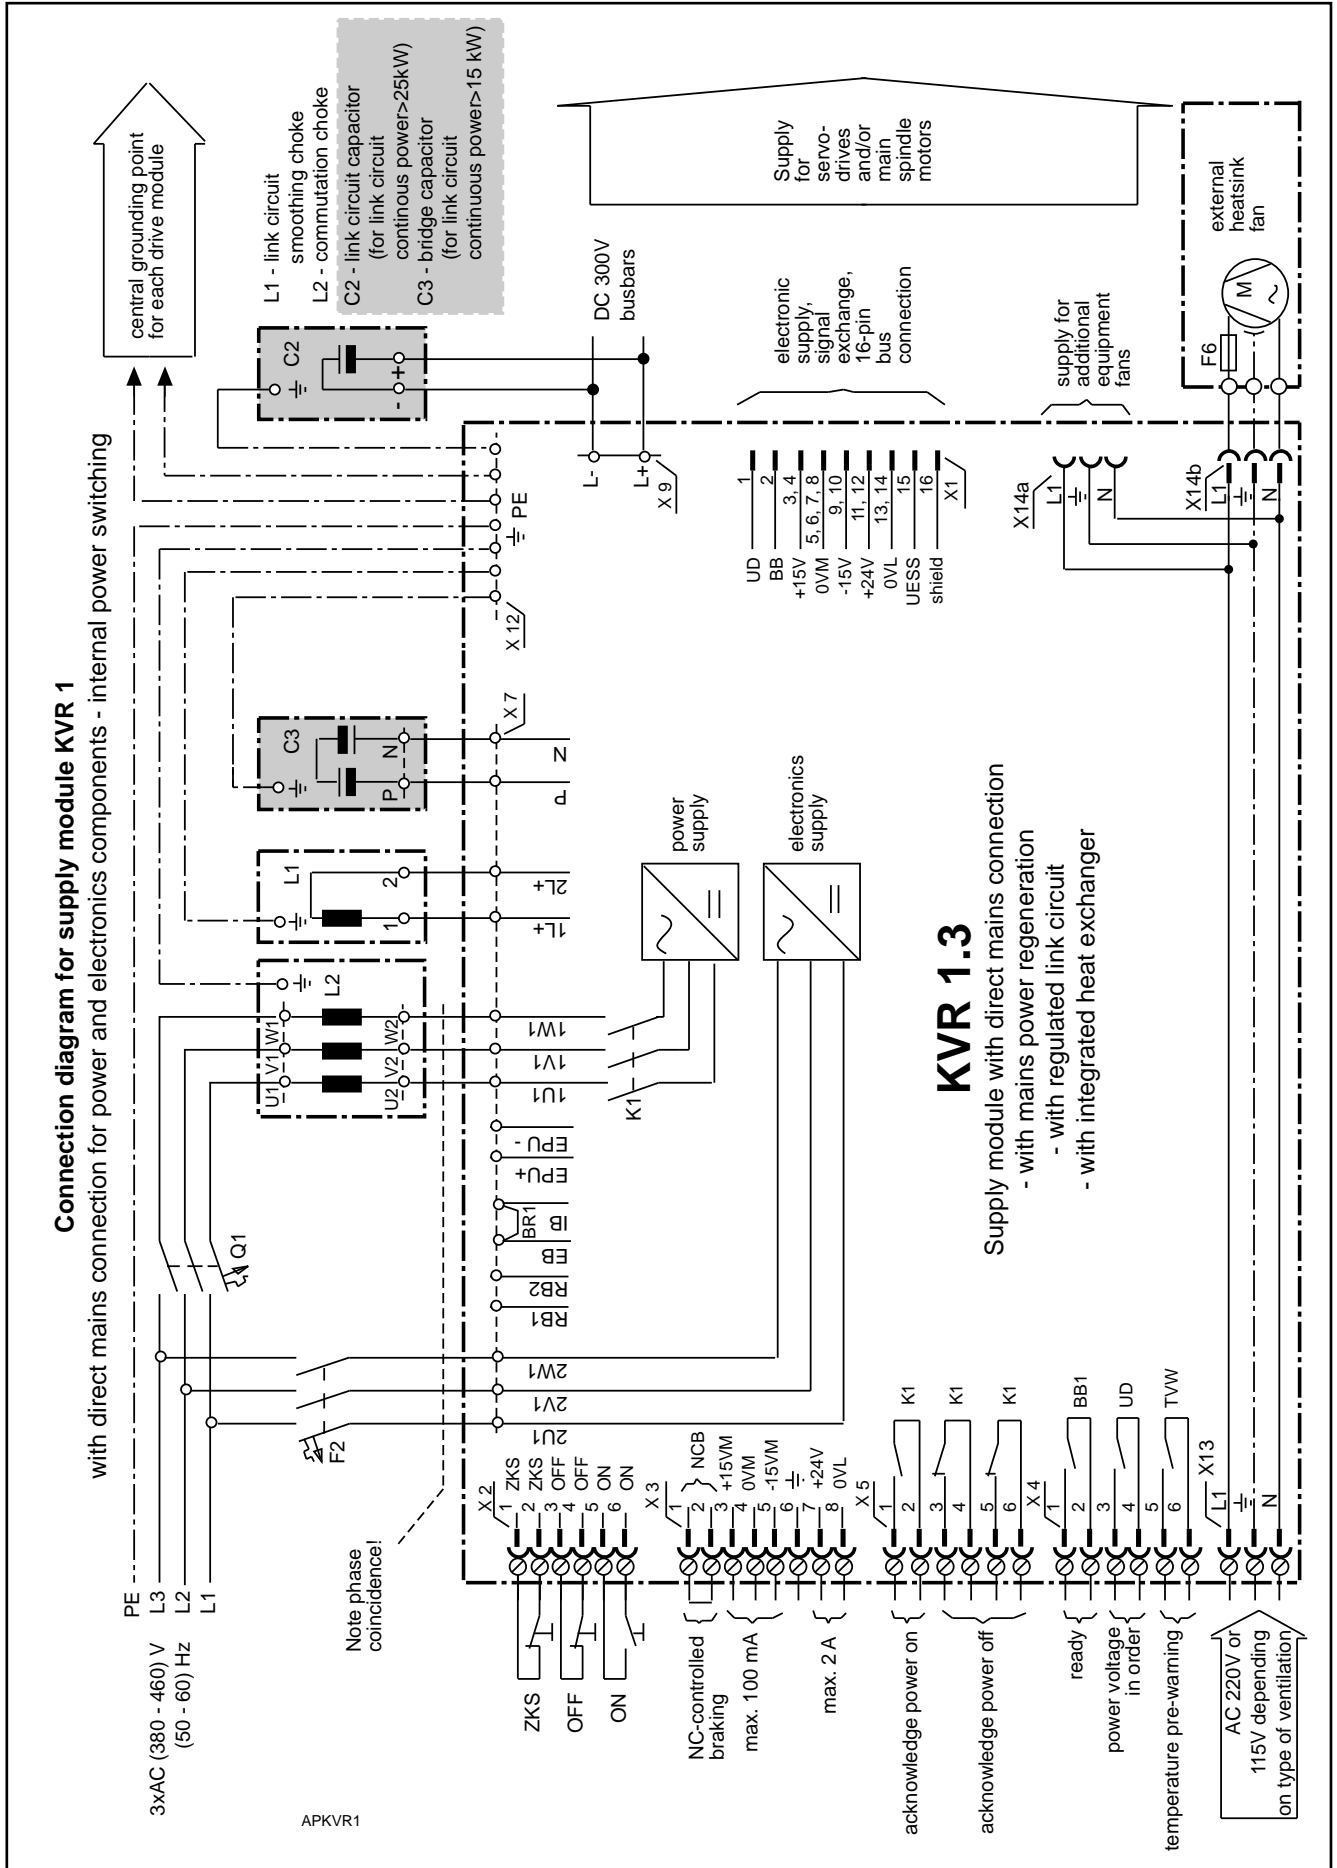 Connection diagram for supply module KVR 1
with direct mains connection for power and electronics components - internal power switching
central grounding point
for each drive module
L1 - link circuit
smoothing choke
L2 - commutation choke
C2 - link circuit capacitor
(for link circuit
continous power>25kW)
C3 - bridge capacitor
(for link circuit
continuous power>15 kW)
PE
L3
L2
L1
3xAC (380 - 460) V
(50 - 60) Hz
Q1
F2
Note phase
coincidence!
U1
V1
W1
L2
U2
V2
W2
L1
1
2
C3
P
N
C2
-
+
DC 300V
busbars
2U1
2V1
2W1
RB1
RB2
EB
BR1
IB
EPU+
EPU -
1U1
1V1
1W1
1L+
2L+
P
N
X 7
X 12
PE
L-
L+
X 9
K1
power
supply
electronics
supply
Supply
for
servo-
drives
and/or
main
spindle
motors
X 2
1 ZKS
2 ZKS
3 OFF
4 OFF
5 ON
6 ON
ZKS
OFF
ON
X 3
1
2 NCB
3 +15VM
4 0VM
5 -15VM
6
7 +24V
8 0VL
NC-controlled
braking
max. 100 mA
max. 2 A
X 5
1
2
K1
3
4
K1
5
6
K1
acknowledge power on
acknowledge power off
X 4
1
2
BB1
3
4
UD
5
6
TVW
ready
power voltage
in order
temperature pre-warning
X13
L1
N
AC 220V or
115V depending
on type of ventilation
KVR 1.3
Supply module with direct mains connection
- with mains power regeneration
- with regulated link circuit
- with integrated heat exchanger
UD 1
BB 2
+15V 3, 4
0VM 5, 6, 7, 8
-15V 9, 10
+24V 11, 12
0VL 13, 14
UESS 15
shield 16
X1
electronic
supply,
signal
exchange,
16-pin
bus
connection
X14a
L1
N
supply for
additional
equipment
fans
X14b
L1
N
F6
M
external
heatsink
fan
APKVR1